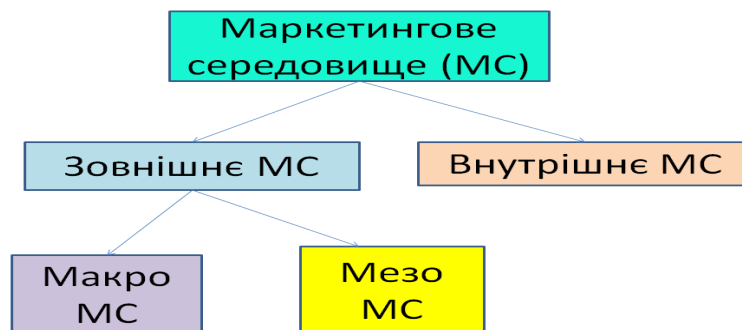 Маркетингове
середовище (МС)
Зовнішнє МС
Внутрішнє МС
Макро
МС
Мезо
МС